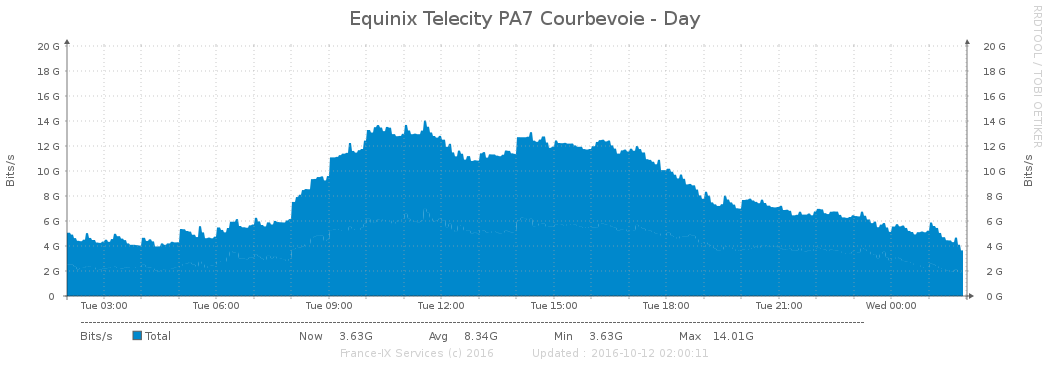 Equinix Telecity PA7 Courbevoie - Day
RRDTOOL / TOBI OETIKER
20 G 20 G
18 G 18 G
16 G 16 G
14 G 14 G
12 G 12 G
10 G 10 G
8 G 8 G
6 G 6 G
4 G 4 G
2 G 2 G
0 0 G
Bits/s
Bits/s
Tue 03:00 Tue 06:00 Tue 09:00 Tue 12:00 Tue 15:00 Tue 18:00 Tue 21:00 Wed 00:00
Bits/s Total Now 3.63G Avg 8.34G Min 3.63G Max 14.01G
France-IX Services (c) 2016 Updated : 2016-10-12 02:00:11